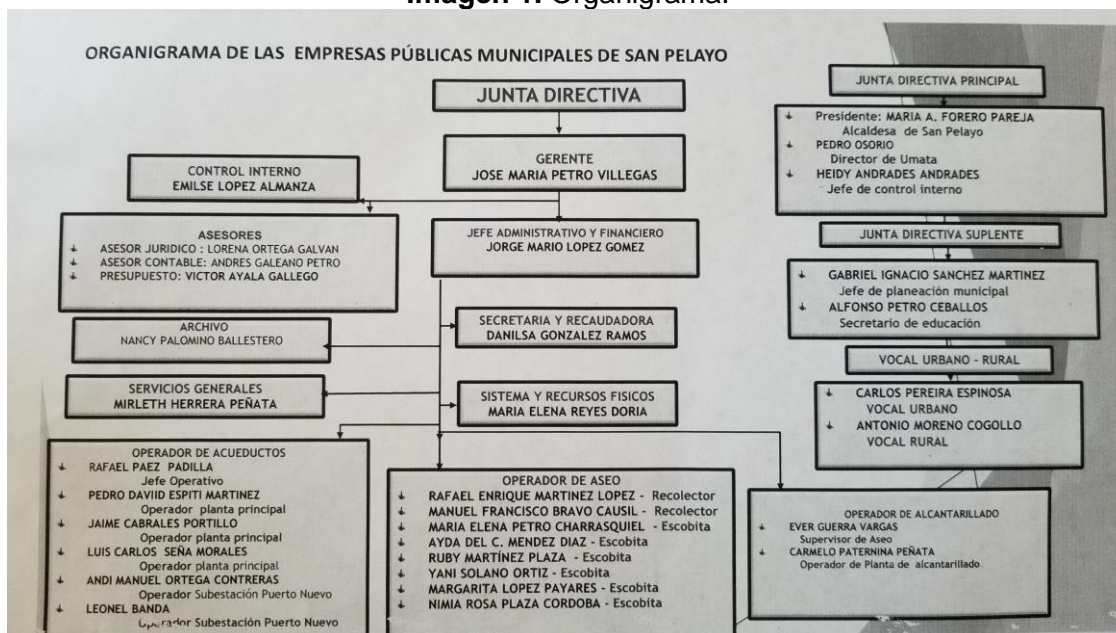 Imagen 1. Organigrama.
ORGANIGRAMA DE LAS EMPRESAS PÚBLICAS MUNICIPALES DE SAN PELAYO
JUNTA DIRECTIVA
GERENTE
JOSE MARIA PETRO VILLEGAS
CONTROL INTERNO
EMILSE LOPEZ ALMANZA
ASESORES
ASESOR JURIDICO : LORENA ORTEGA GALVAN
ASESOR CONTABLE: ANDRES GALEANO PETRO
PRESUPUESTO: VICTOR AYALA GALLEGO
JEFE ADMINISTRATIVO Y FINANCIERO
JORGE MARIO LOPEZ GOMEZ
ARCHIVO
NANCY PALOMINO BALLESTERO
SECRETARIA Y RECAUDADORA
DANILSA GONZALEZ RAMOS
SERVICIOS GENERALES
MIRLETH HERRERA PEÑATA
SISTEMA Y RECURSOS FISICOS
MARIA ELENA REYES DORIA
OPERADOR DE ACUEDUCTOS
RAFAEL PAEZ PADILLA
Jefe Operativo
PEDRO DAVIID ESPITI MARTINEZ
Operador planta principal
JAIME CABRALES PORTILLO
Operador planta principal
LUIS CARLOS SEÑA MORALES
Operador planta principal
ANDI MANUEL ORTEGA CONTRERAS
Operador Subestación Puerto Nuevo
LEONEL BANDA
Operador Subestación Puerto Nuevo
OPERADOR DE ASEO
RAFAEL ENRIQUE MARTINEZ LOPEZ - Recolector
MANUEL FRANCISCO BRAVO CAUSIL - Recolector
MARIA ELENA PETRO CHARRASQUIEL - Escobita
AYDA DEL C. MENDEZ DIAZ - Escobita
RUBY MARTÍNEZ PLAZA - Escobita
YANI SOLANO ORTIZ - Escobita
MARGARITA LOPEZ PAYARES - Escobita
NIMIA ROSA PLAZA CORDOBA - Escobita
OPERADOR DE ALCANTARILLADO
EVER GUERRA VARGAS
Supervisor de Aseo
CARMELO PATERNINA PEÑATA
Operador de Planta de alcantarillado
JUNTA DIRECTIVA PRINCIPAL
Presidente: MARIA A. FORERO PAREJA
Alcaldesa de San Pelayo
PEDRO OSORIO
Director de Umata
HEIDY ANDRADES ANDRADES
Jefe de control interno
JUNTA DIRECTIVA SUPLENTE
GABRIEL IGNACIO SANCHEZ MARTINEZ
Jefe de planeación municipal
ALFONSO PETRO CEBALLOS
Secretario de educación
VOCAL URBANO - RURAL
CARLOS PEREIRA ESPINOSA
VOCAL URBANO
ANTONIO MORENO COGOLLO
VOCAL RURAL